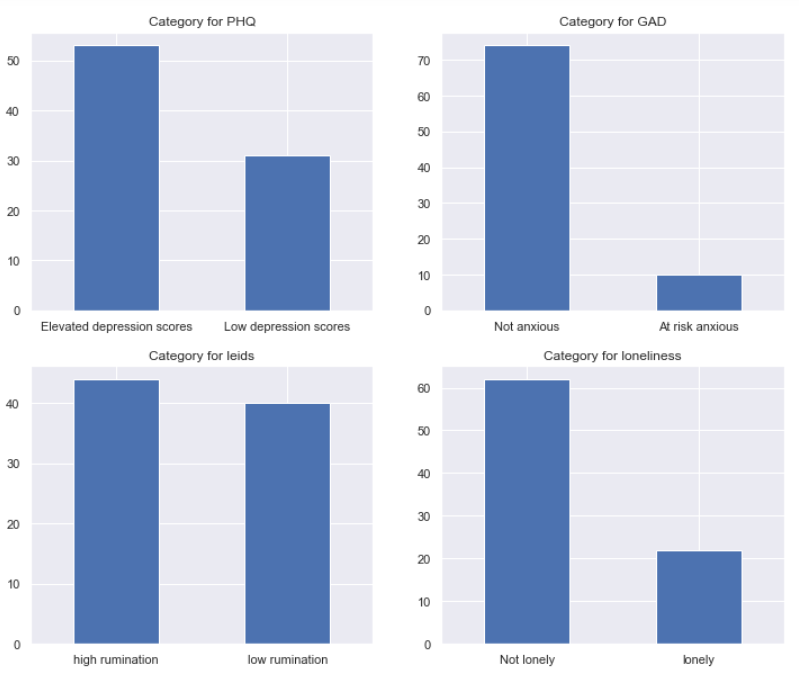 Category for PHQ
50
40
30
20
10
0
Elevated depression scores
Low depression scores
Category for GAD
70
60
50
40
30
20
10
0
Not anxious
At risk anxious
Category for leids
40
30
20
10
0
high rumination
low rumination
Category for loneliness
60
50
40
30
20
10
0
Not lonely
lonely